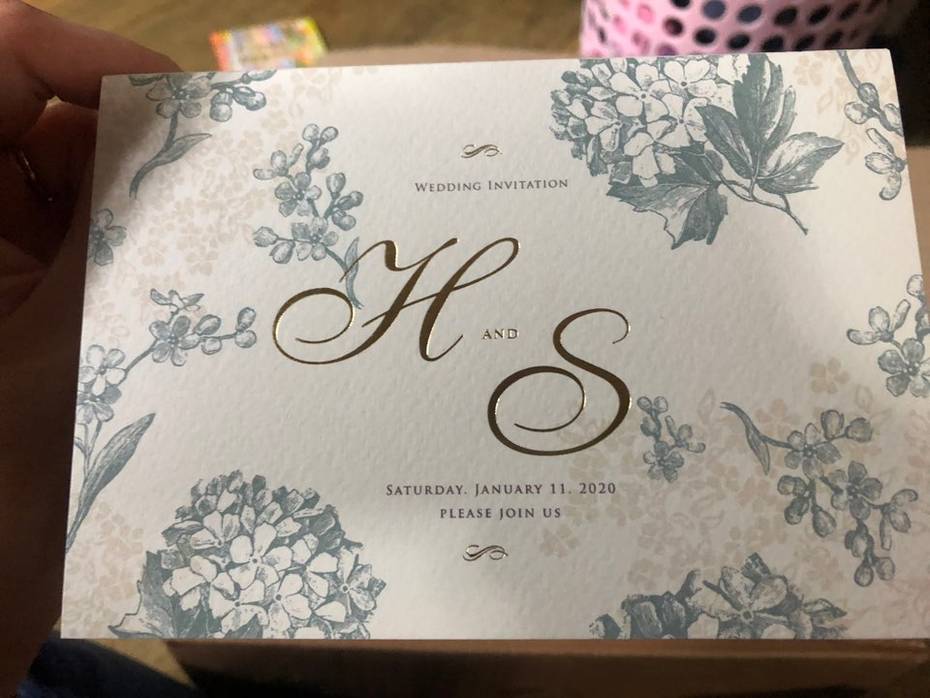 WEDDING INVITATION
H
AND
S
SATURDAY, JANUARY 11, 2020
PLEASE JOIN US